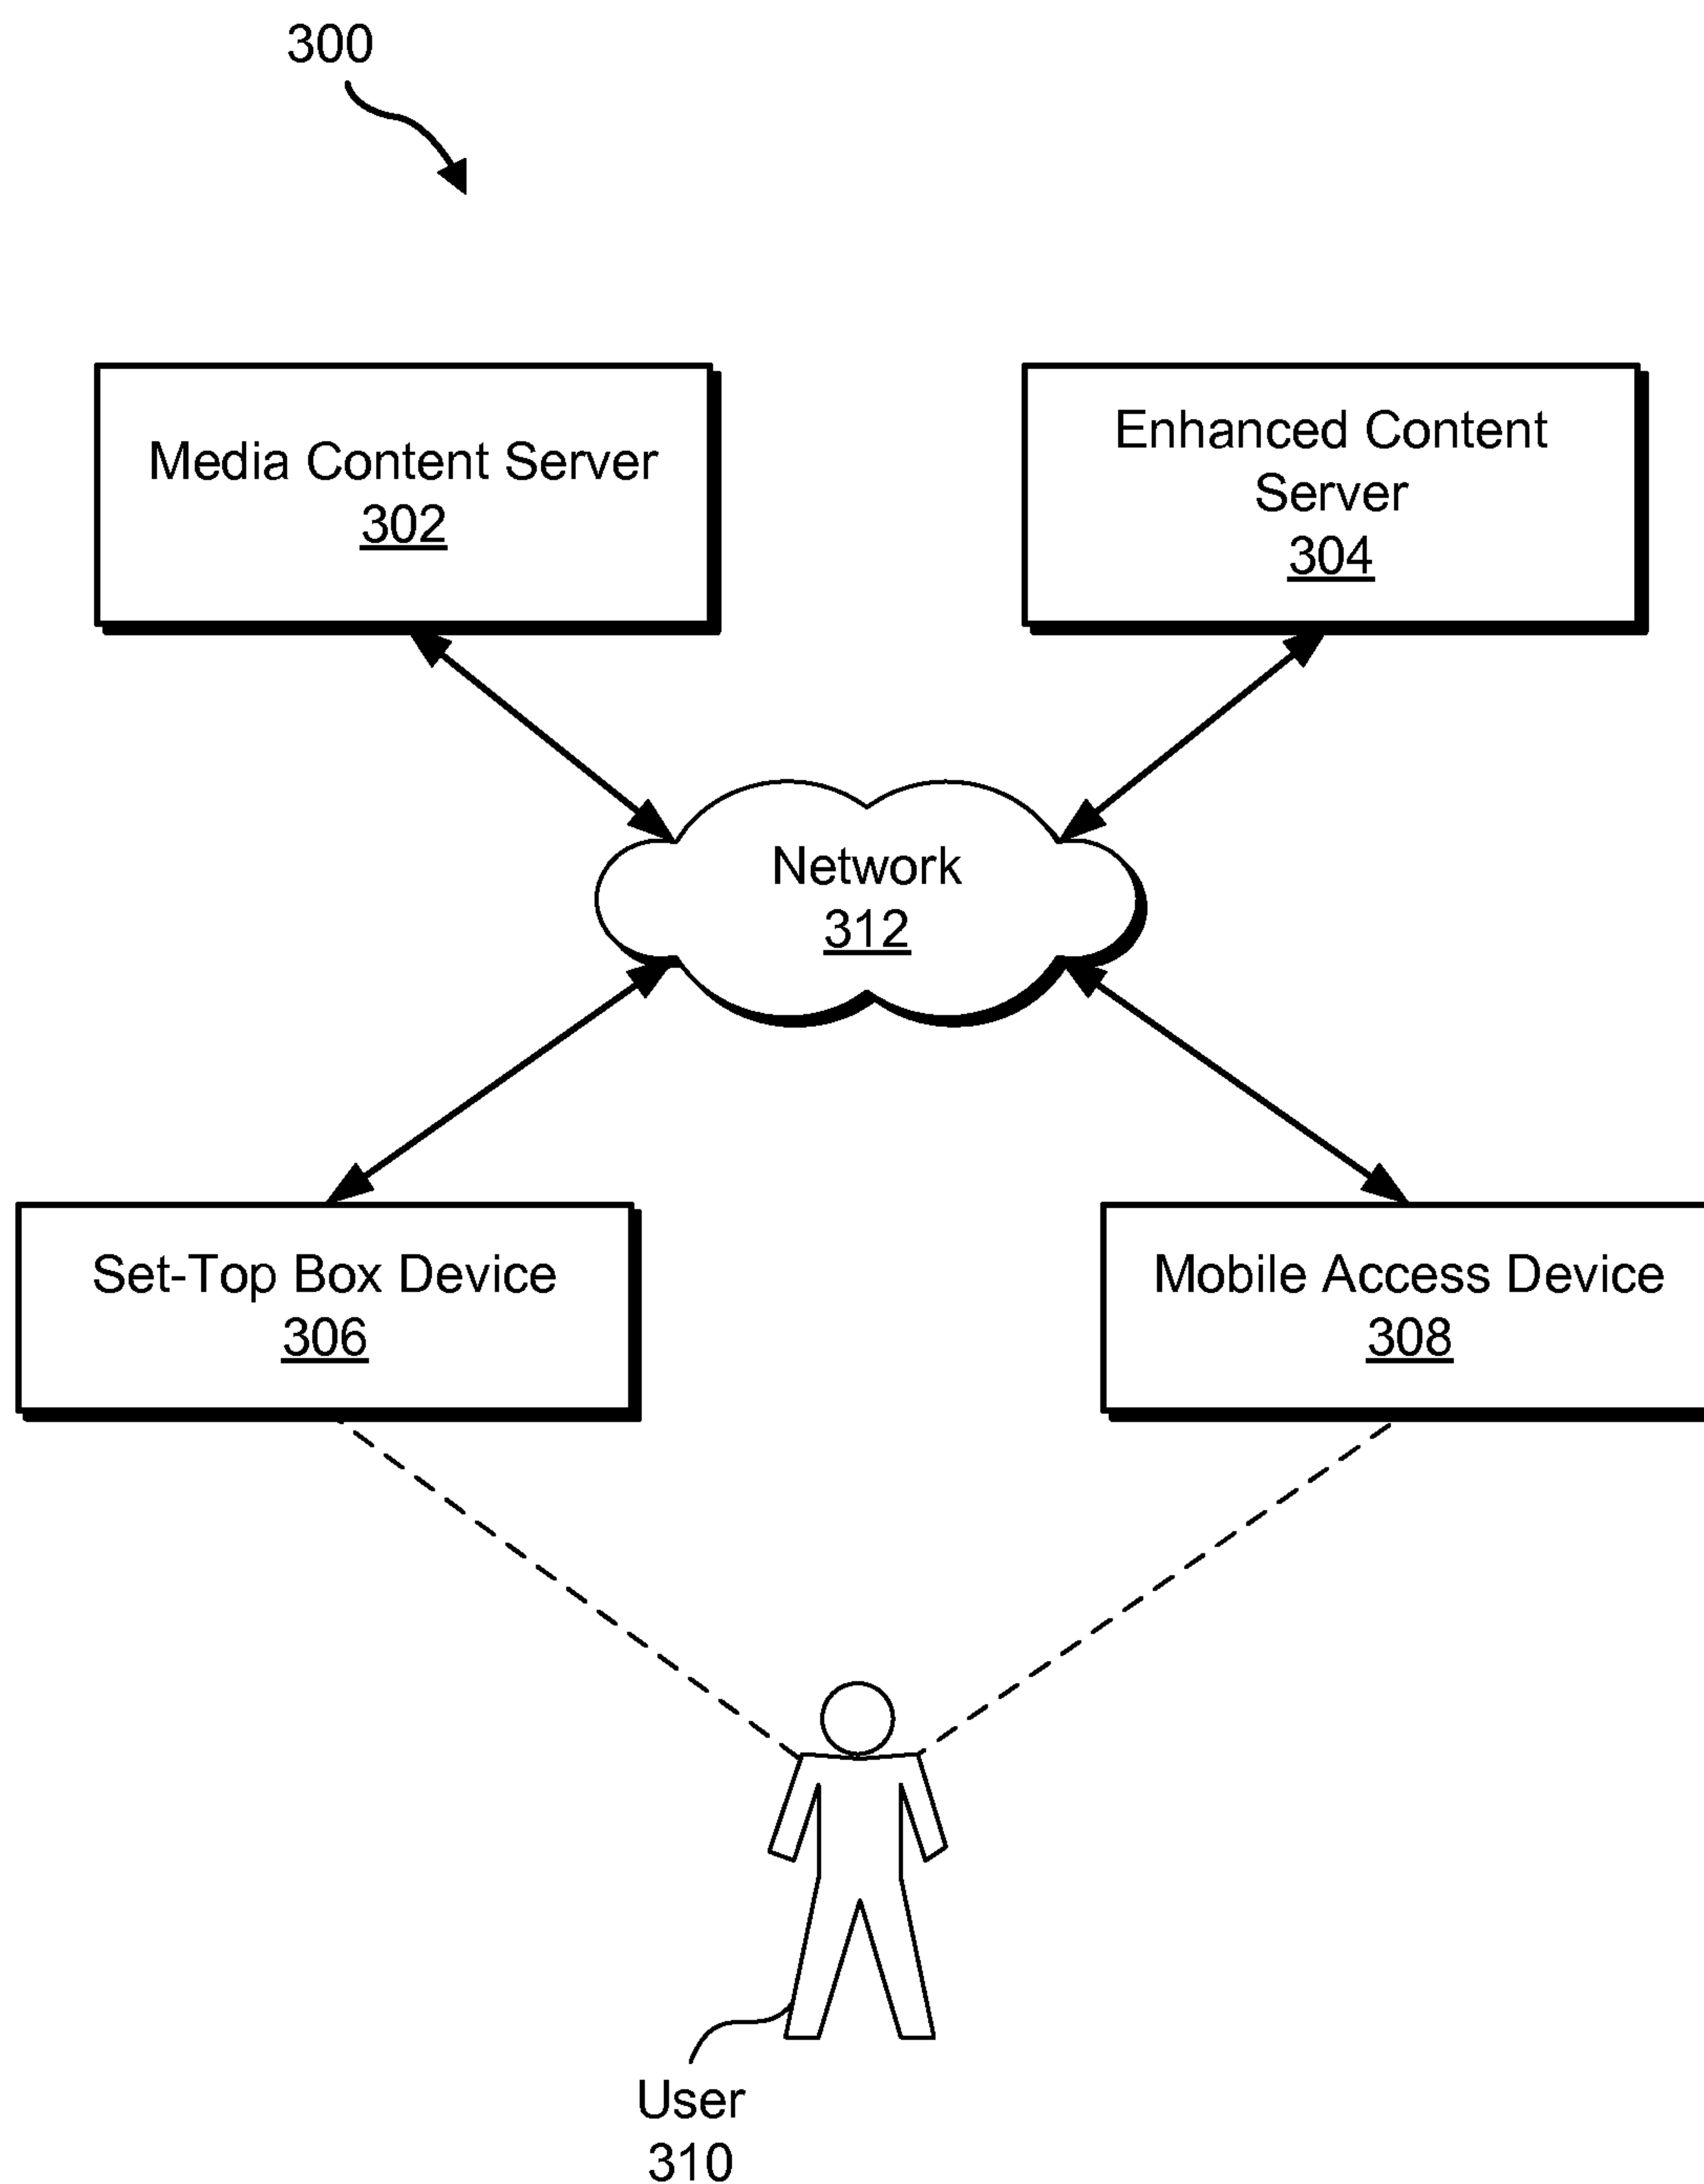 300
Media Content Server
302
Enhanced Content
Server
304
Network
312
Set-Top Box Device
306
Mobile Access Device
308
User
310